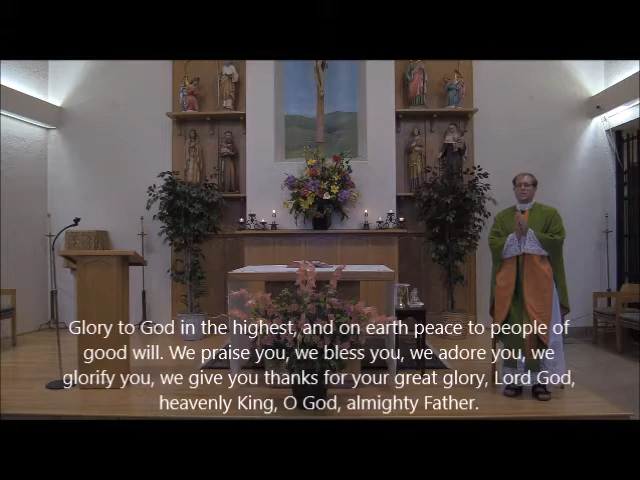 Glory to God in the highest, and on earth peace to people of
good will. We praise you, we bless you, we adore you, we
glorify you, we give you thanks for your great glory, Lord God,
heavenly King, O God, almighty Father.